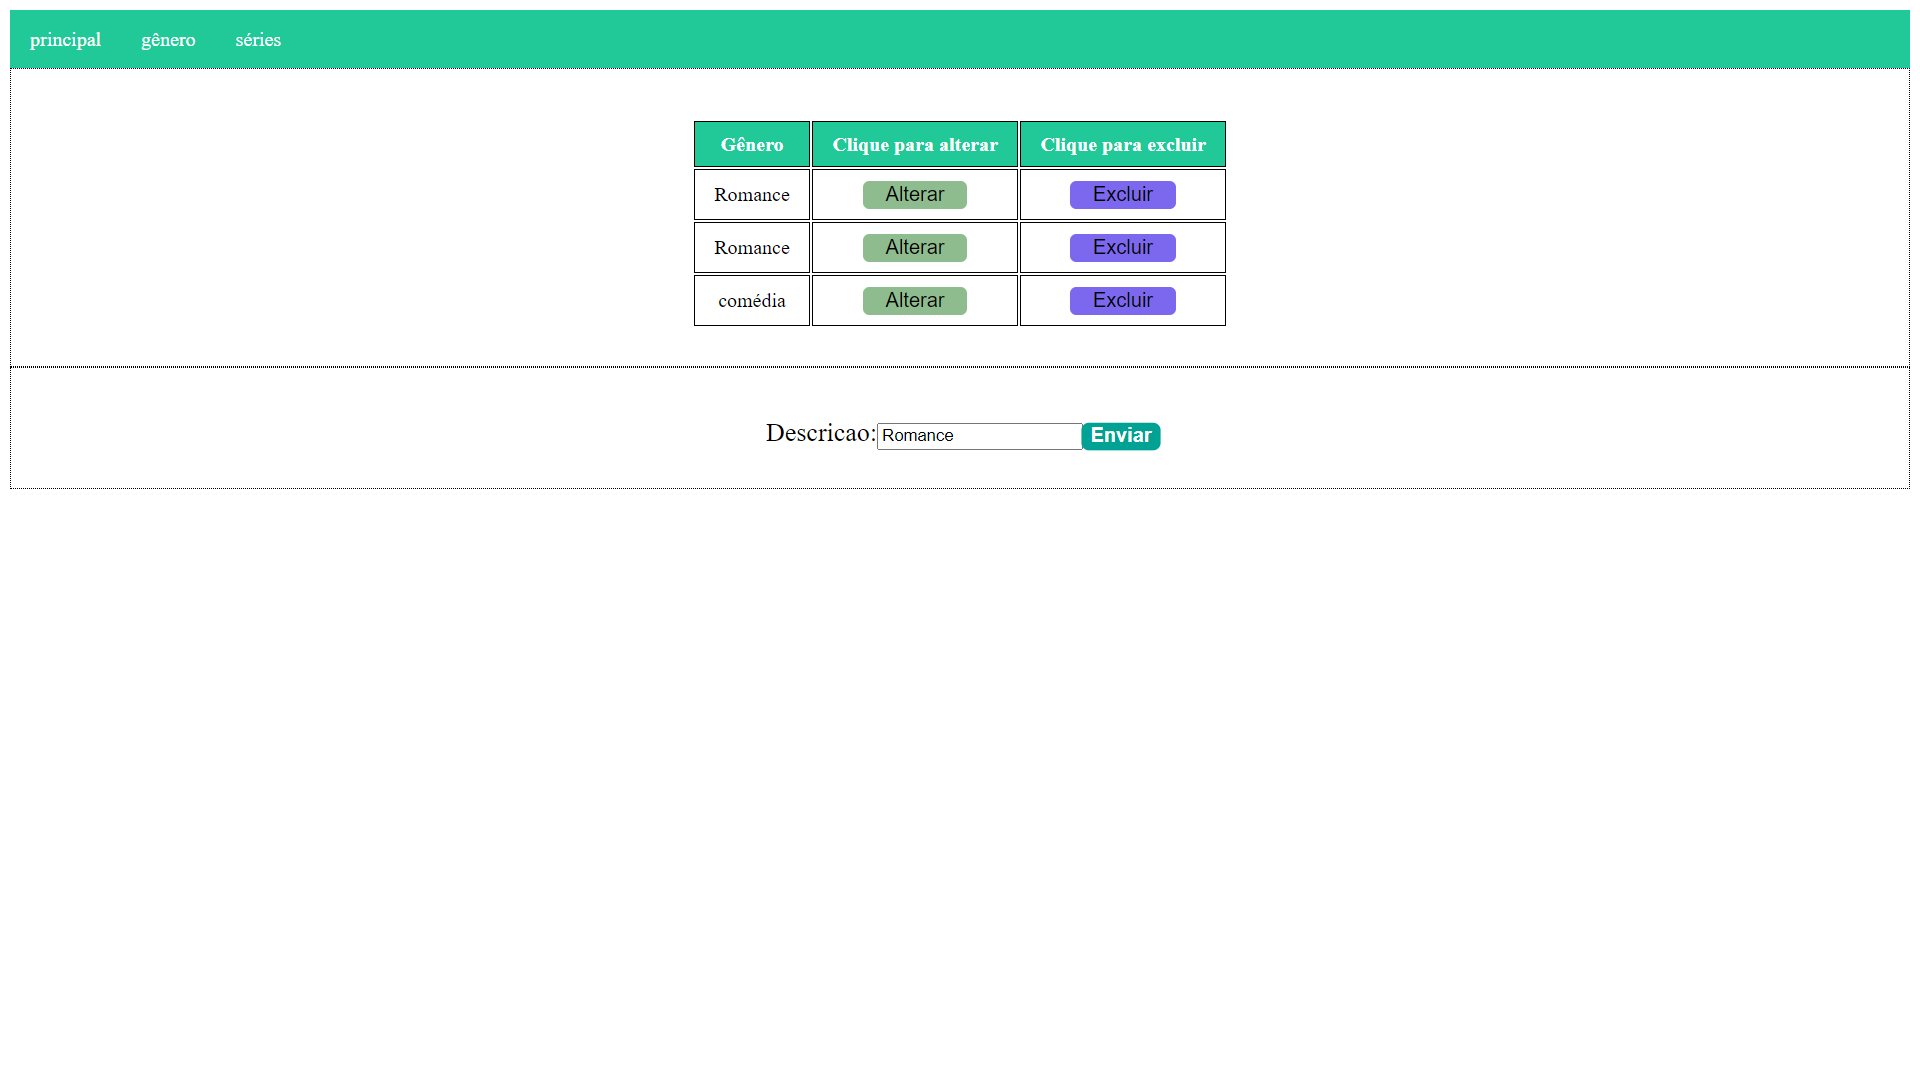 principal gênero séries
Gênero Clique para alterar Clique para excluir
Romance Alterar Excluir
Romance Alterar Excluir
comédia Alterar Excluir
Descricao: Romance Enviar